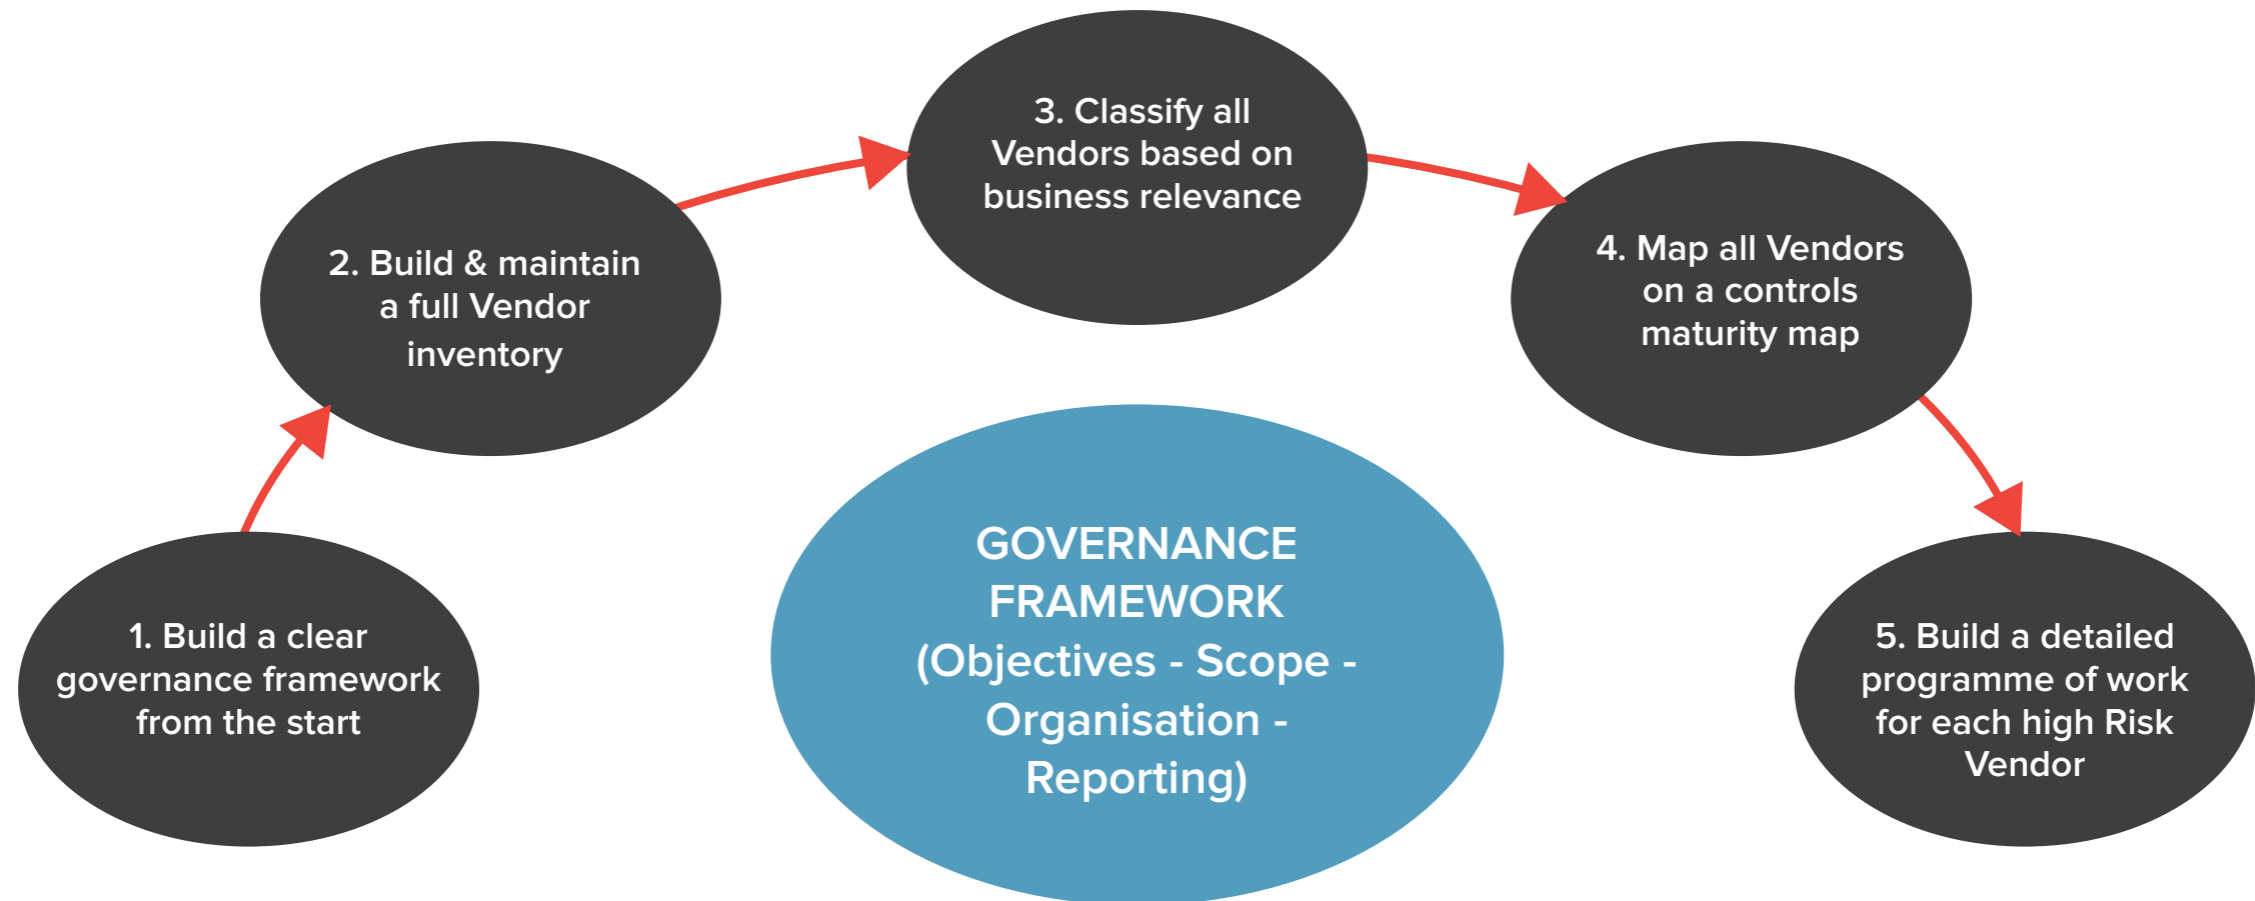 1. Build a clear
governance framework
from the start
2. Build & maintain
a full Vendor
inventory
3. Classify all
Vendors based on
business relevance
4. Map all Vendors
on a controls
maturity map
5. Build a detailed
programme of work
for each high Risk
Vendor
GOVERNANCE
FRAMEWORK
(Objectives - Scope -
Organisation -
Reporting)